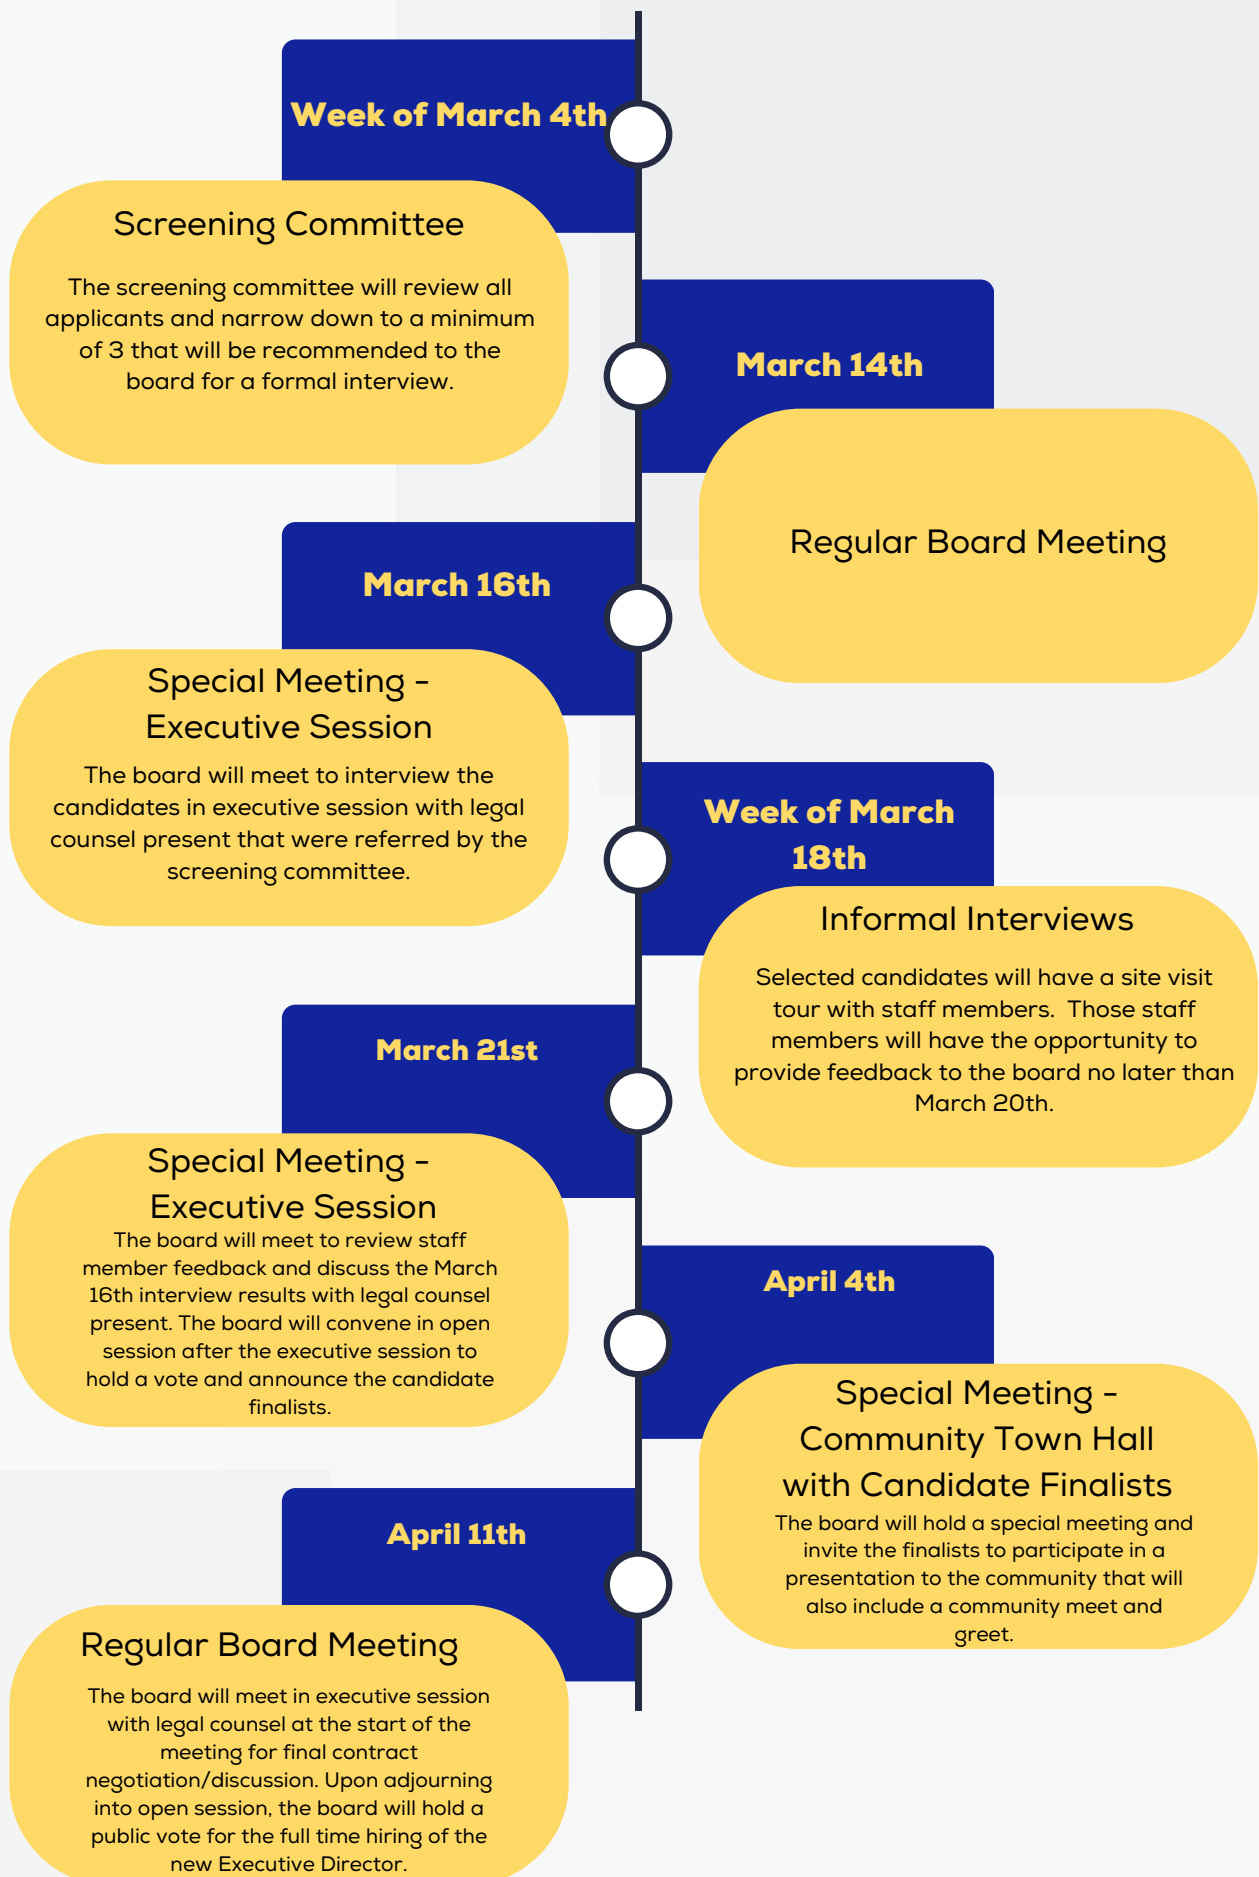 Week of March 4th
Screening Committee
The screening committee will review all
applicants and narrow down to a minimum
of 3 that will be recommended to the
board for a formal interview.
March 14th
Regular Board Meeting
March 16th
Special Meeting -
Executive Session
The board will meet to interview the
candidates in executive session with legal
counsel present that were referred by the
screening committee.
Week of March
18th
Informal Interviews
Selected candidates will have a site visit
tour with staff members.  Those staff
members will have the opportunity to
provide feedback to the board no later than
March 20th.
March 21st
Special Meeting -
Executive Session
The board will meet to review staff
member feedback and discuss the March
16th interview results with legal counsel
present. The board will convene in open
session after the executive session to
hold a vote and announce the candidate
finalists.
April 4th
Special Meeting -
Community Town Hall
with Candidate Finalists
The board will hold a special meeting and
invite the finalists to participate in a
presentation to the community that will
also include a community meet and
greet.
April 11th
Regular Board Meeting
The board will meet in executive session
with legal counsel at the start of the
meeting for final contract
negotiation/discussion. Upon adjourning
into open session, the board will hold a
public vote for the full time hiring of the
new Executive Director.